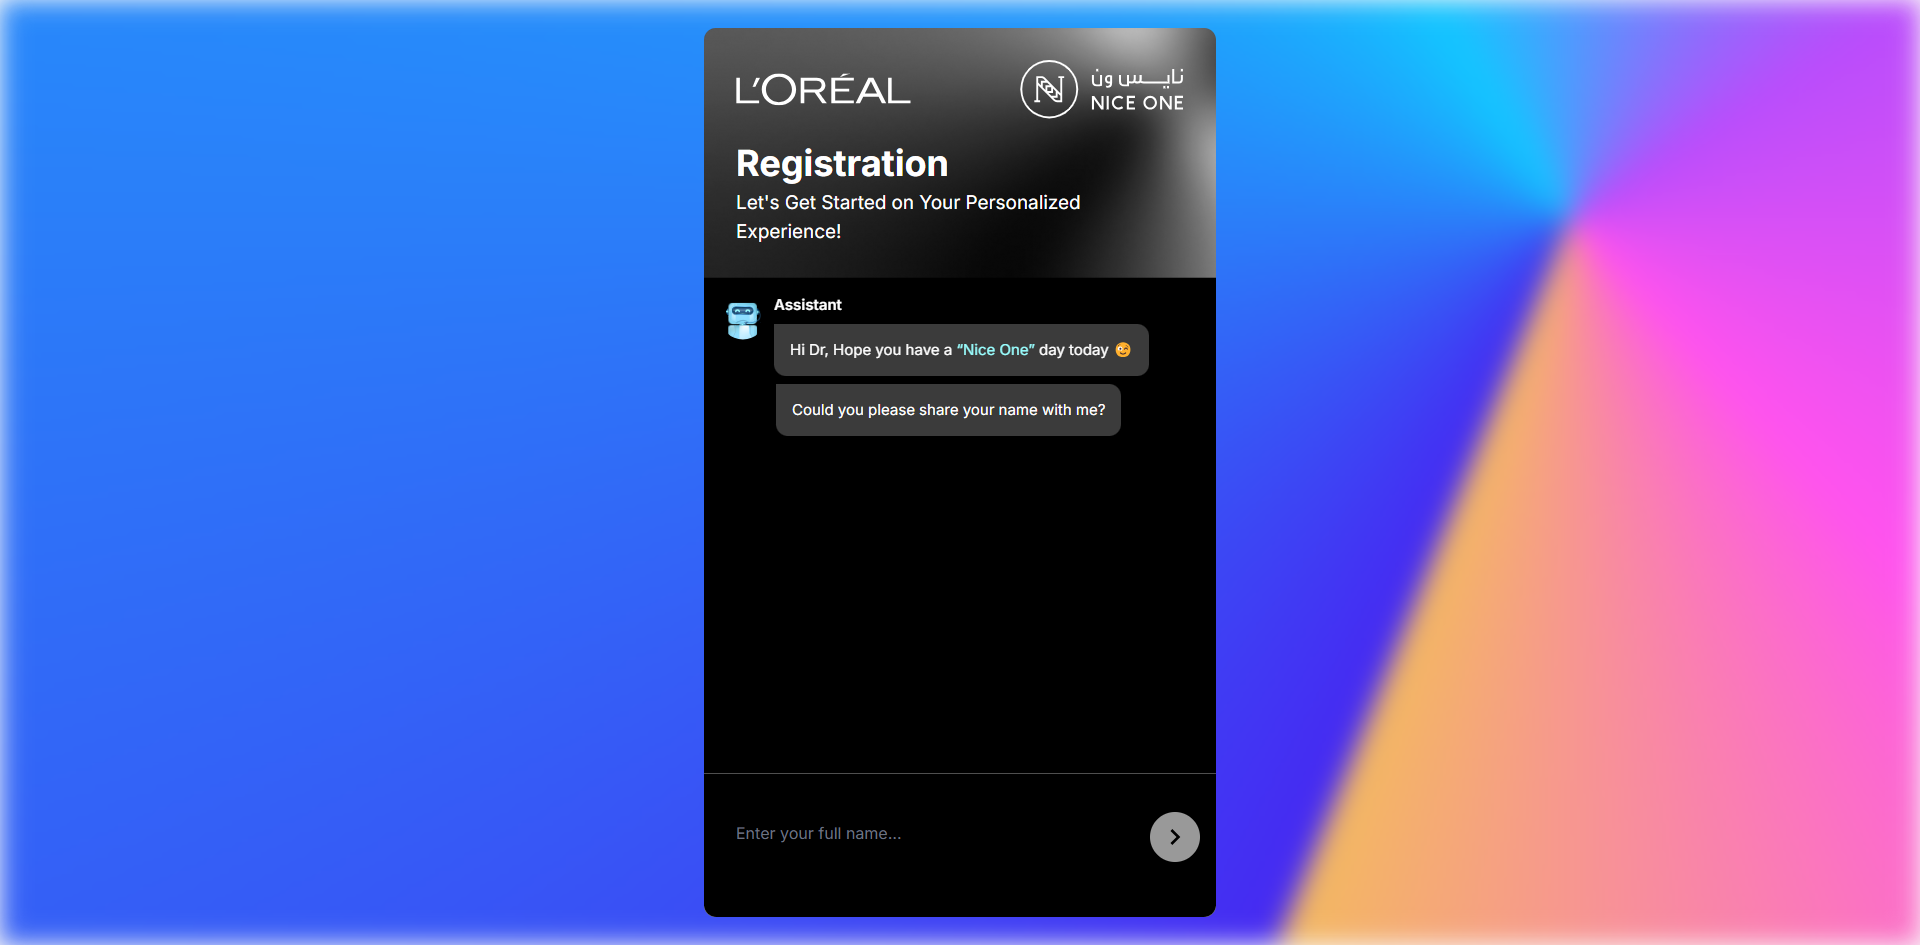 L'ORÉAL
نايس ون
NICE ONE
Registration
Let's Get Started on Your Personalized
Experience!
Assistant
Hi Dr, Hope you have a “Nice One” day today 😉
Could you please share your name with me?
Enter your full name...